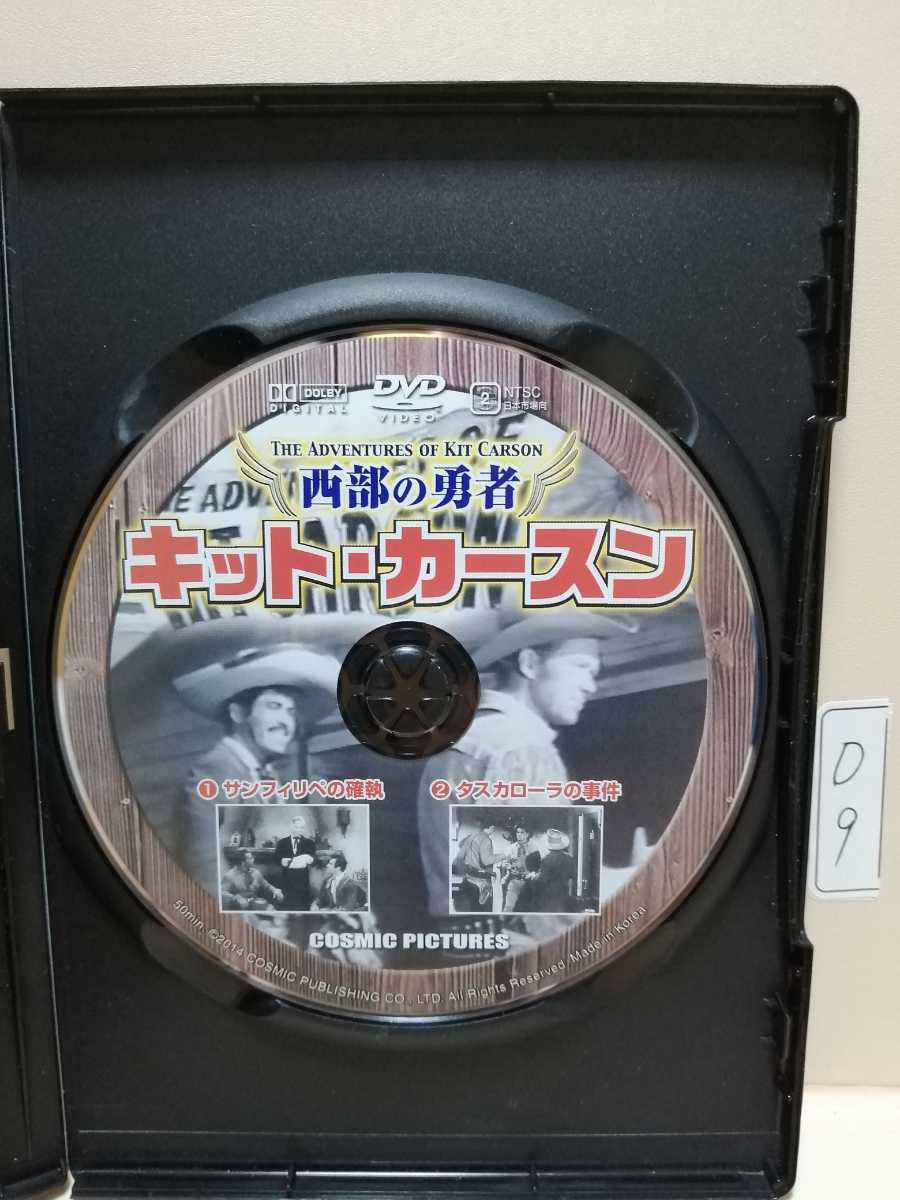 DOLBY
DIGITAL
DVD
VIDEO
2
NTSC
日本市場向
THE ADVENTURES OF KIT CARSON
西部の勇者
キット・カースン
❶ サンフィリペの確執
❷ タスカローラの事件
COSMIC PICTURES
50min. ©2014 COSMIC PUBLISHING CO., LTD. All Rights Reserved. Made in Korea
D
9